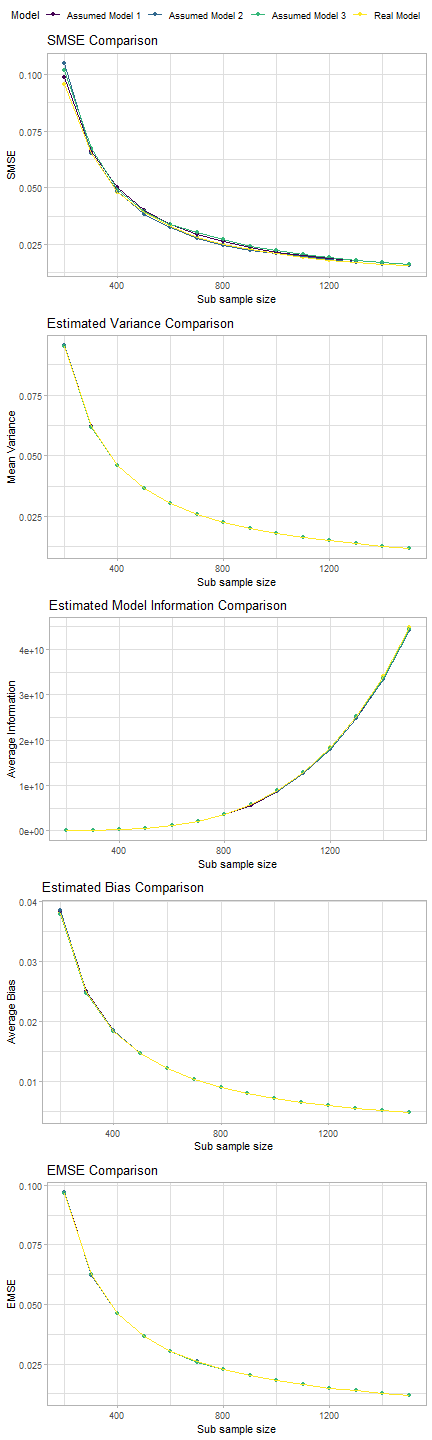 Model Assumed Model 1 Assumed Model 2 Assumed Model 3 Real Model
SMSE Comparison
0.100
0.075
0.050
0.025
SMSE
400 800 1200
Sub sample size
Estimated Variance Comparison
0.075
0.050
0.025
Mean Variance
400 800 1200
Sub sample size
Estimated Model Information Comparison
4e+10
3e+10
2e+10
1e+10
0e+00
Average Information
400 800 1200
Sub sample size
Estimated Bias Comparison
0.04
0.03
0.02
0.01
Average Bias
400 800 1200
Sub sample size
EMSE Comparison
0.100
0.075
0.050
0.025
EMSE
400 800 1200
Sub sample size